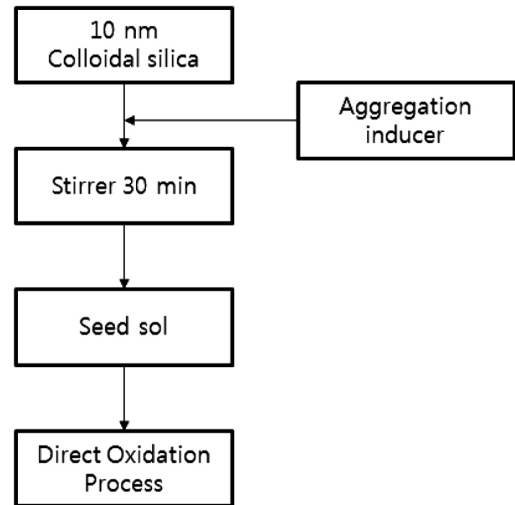 10 nm
Colloidal silica
Aggregation
inducer
Stirrer 30 min
Seed sol
Direct Oxidation
Process